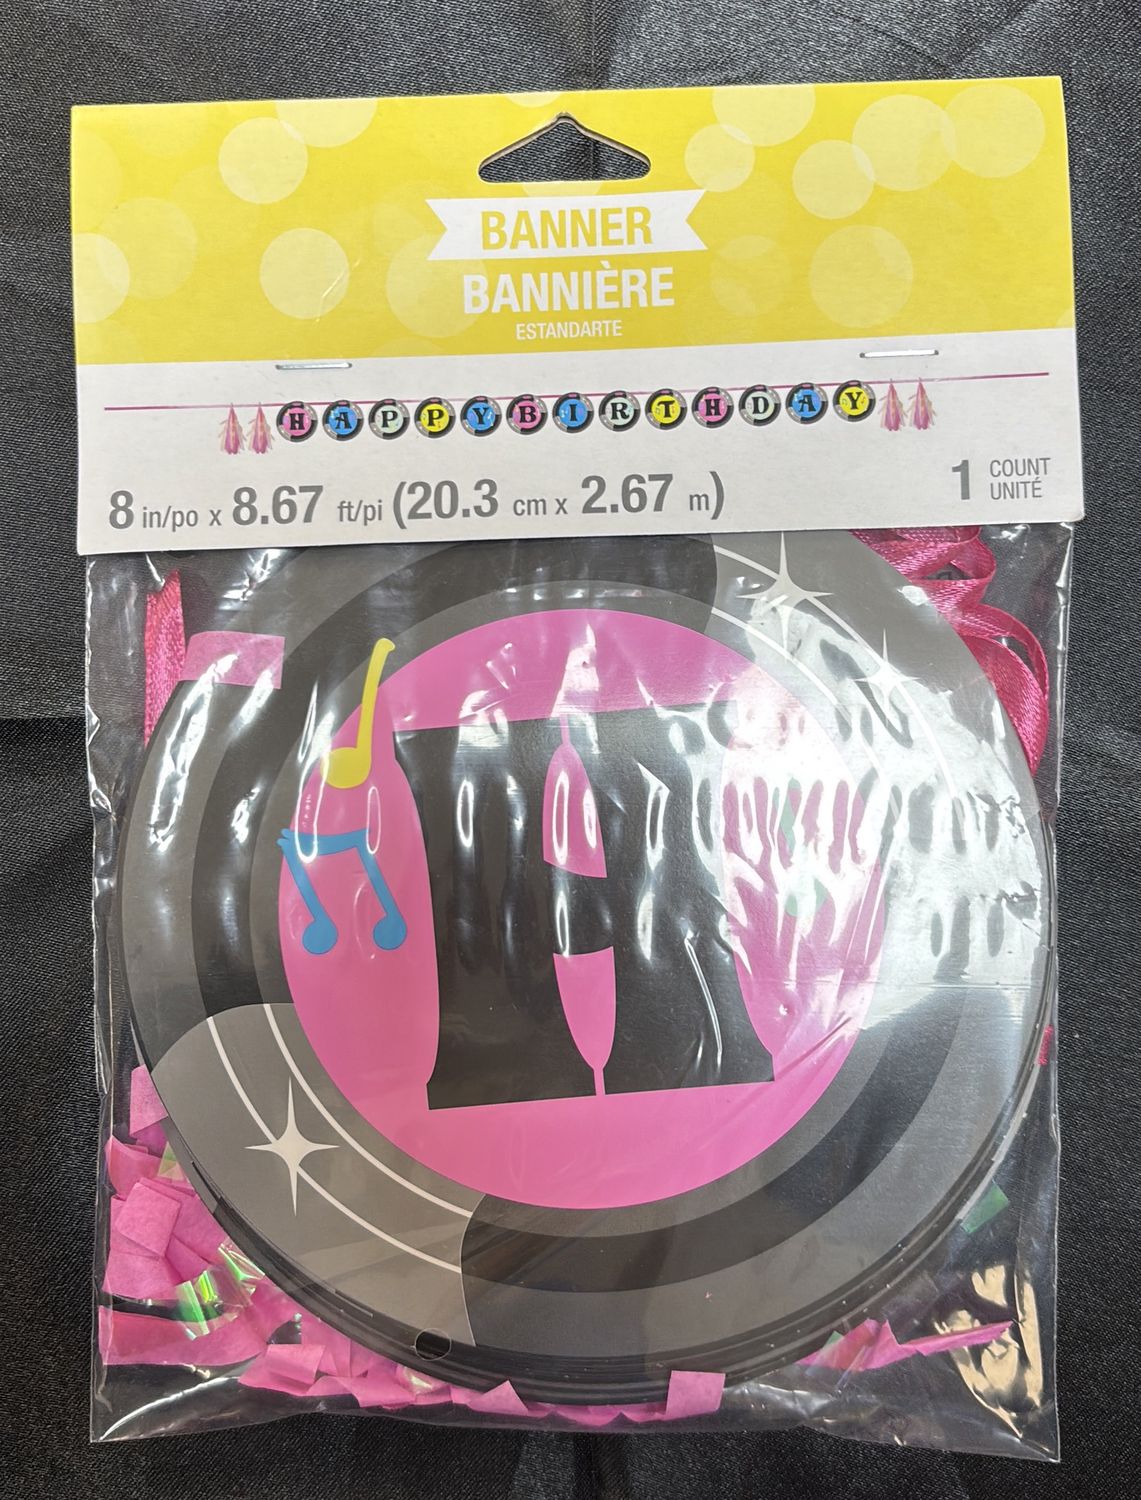 BANNER
BANNIÈRE
ESTANDARTE
HAPPYBIRTHDAY
8 in/po x 8.67 ft/pi (20.3 cm x 2.67 m)
1 COUNT
UNITÉ
H